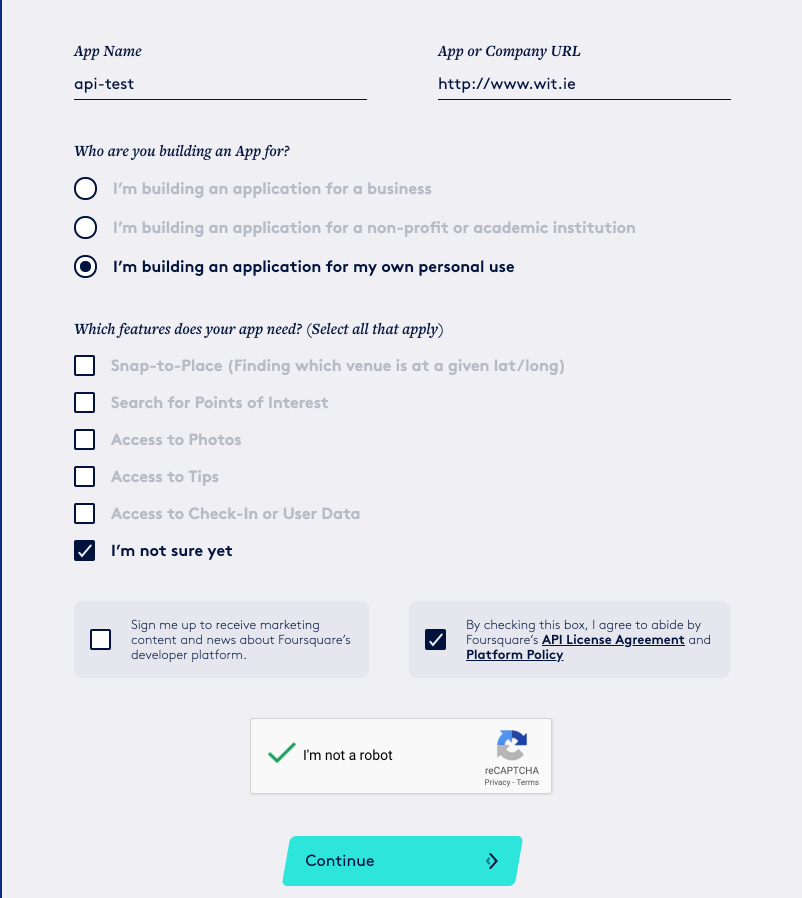 App Name
App or Company URL
api-test
http://www.wit.ie
Who are you building an App for?
I'm building an application for a business
I'm building an application for a non-profit or academic institution
I'm building an application for my own personal use
Which features does your app need? (Select all that apply)
Snap-to-Place (Finding which venue is at a given lat/long)
Search for Points of Interest
Access to Photos
Access to Tips
Access to Check-In or User Data
I'm not sure yet
Sign me up to receive marketing
content and news about Foursquare's
developer platform.
By checking this box, I agree to abide by
Foursquare's API License Agreement and
Platform Policy
I'm not a robot
reCAPTCHA
Privacy - Terms
Continue